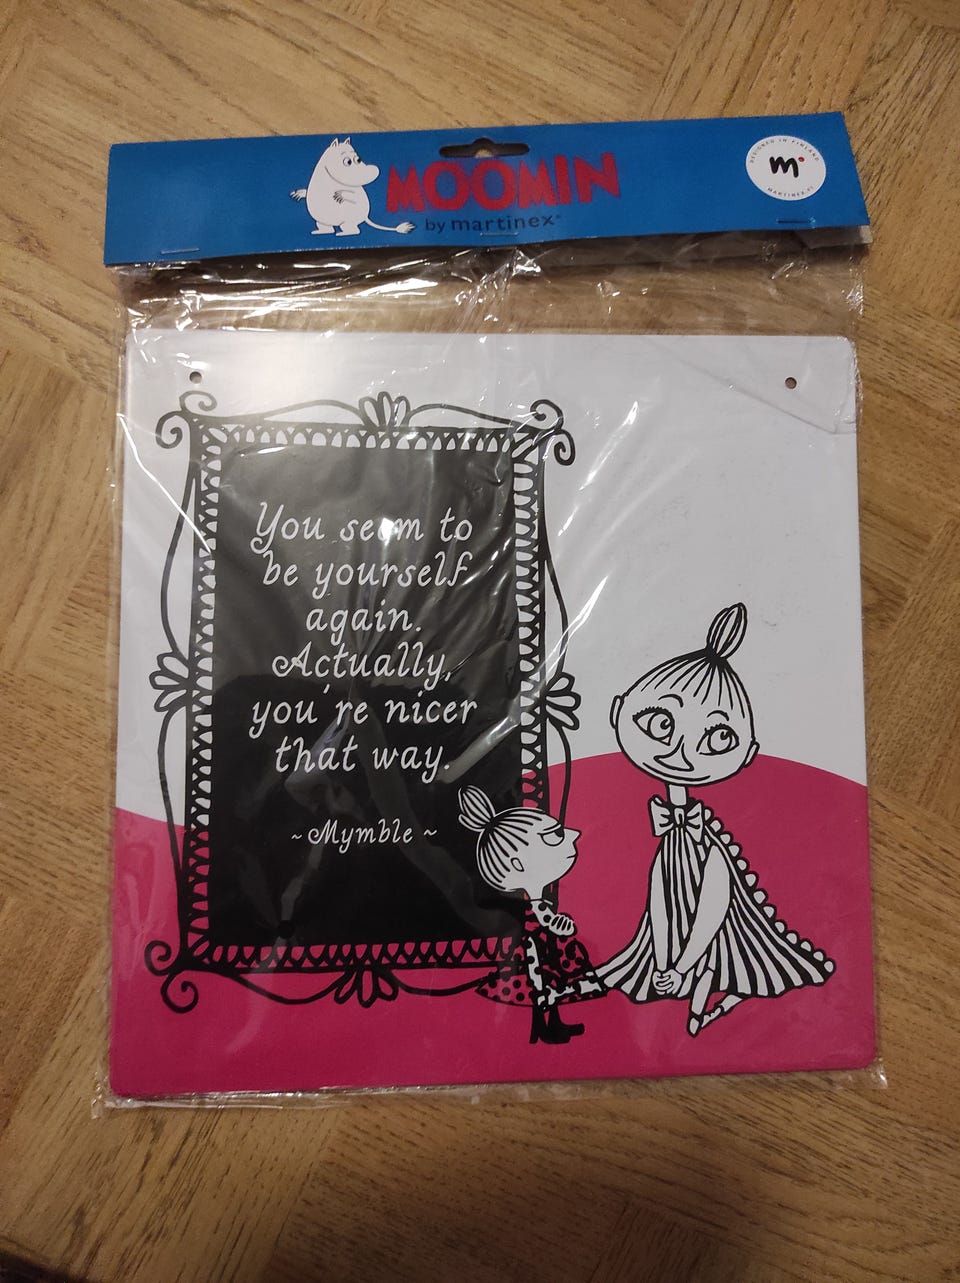 MOOMIN
by martinex®
DESIGNED IN FINLAND
m
MARTINEX.FI
You seem to
be yourself
again.
Actually,
you're nicer
that way.
~Mymble~